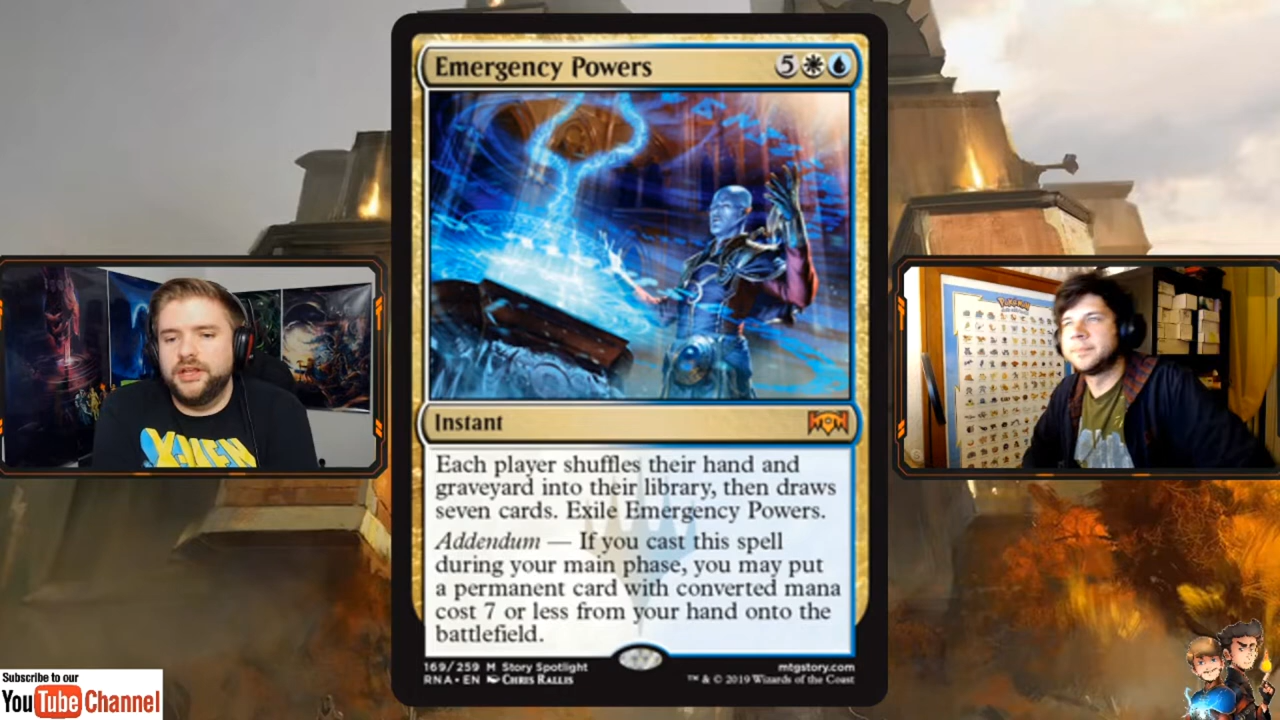 Emergency Powers
5
Instant
Each player shuffles their hand and
graveyard into their library, then draws
seven cards. Exile Emergency Powers.
Addendum — If you cast this spell
during your main phase, you may put
a permanent card with converted mana
cost 7 or less from your hand onto the
battlefield.
169/259 M Story Spotlight
RNA • EN Chris Rallis
mtgstory.com
™ & © 2019 Wizards of the Coast
X-MEN
POKÉMON
Subscribe to our
YouTube Channel